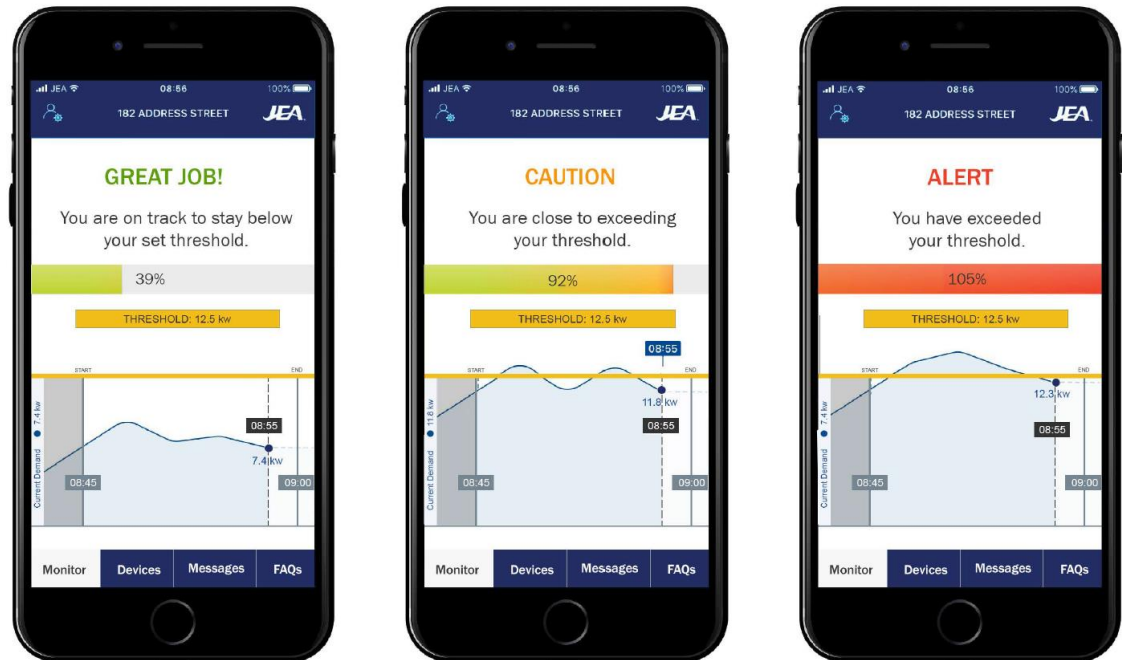 JEA 08:56 100%
182 ADDRESS STREET JEA
GREAT JOB!
You are on track to stay below
your set threshold.
39%
THRESHOLD: 12.5 kw
START END
08:55
7.4 kw
08:45 09:00
Current Demand 7.4 kw
Monitor Devices Messages FAQs
JEA 08:56 100%
182 ADDRESS STREET JEA
CAUTION
You are close to exceeding
your threshold.
92%
THRESHOLD: 12.5 kw
08:55
START END
11.8 kw
08:55
08:45 09:00
Current Demand 11.8 kw
Monitor Devices Messages FAQs
JEA 08:56 100%
182 ADDRESS STREET JEA
ALERT
You have exceeded
your threshold.
105%
THRESHOLD: 12.5 kw
START END
12.3 kw
08:55
08:45 09:00
Current Demand 7.4 kw
Monitor Devices Messages FAQs